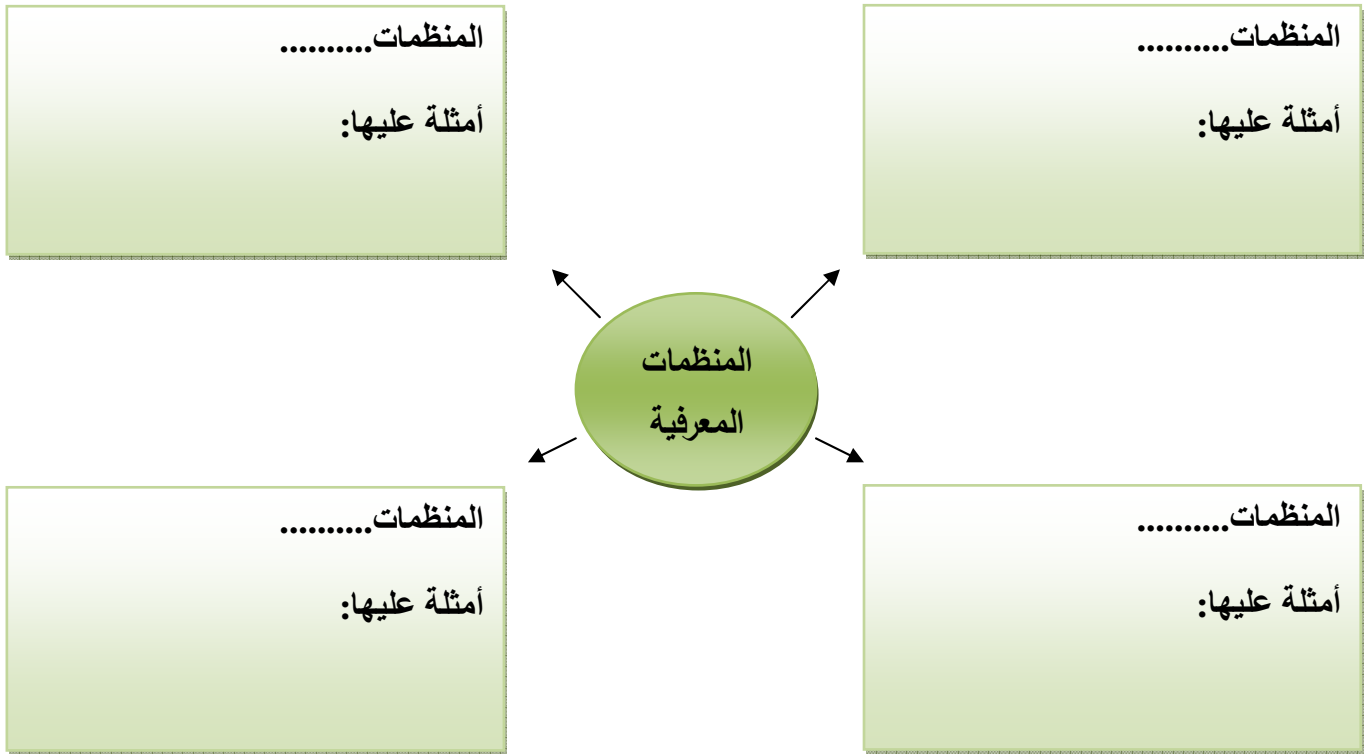 المنظمات..........
أمثلة عليها:
المنظمات..........
أمثلة عليها:
المنظمات
المعرفية
المنظمات..........
أمثلة عليها:
المنظمات..........
أمثلة عليها: